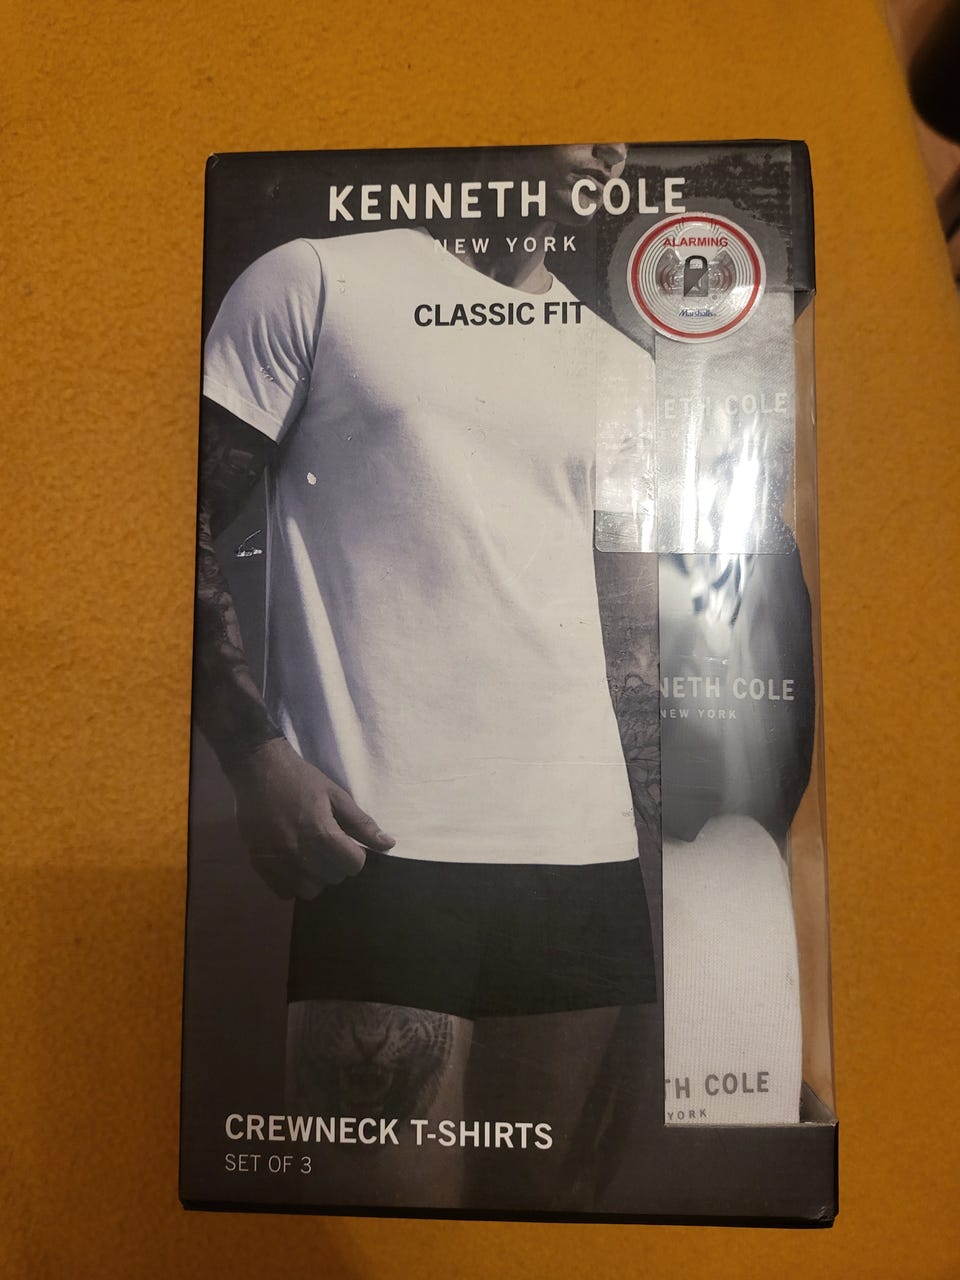 KENNETH COLE
NEW YORK
CLASSIC FIT
ALARMING
Marshalls
ETH COLE
NETH COLE
NEW YORK
TH COLE
YORK
CREWNECK T-SHIRTS
SET OF 3